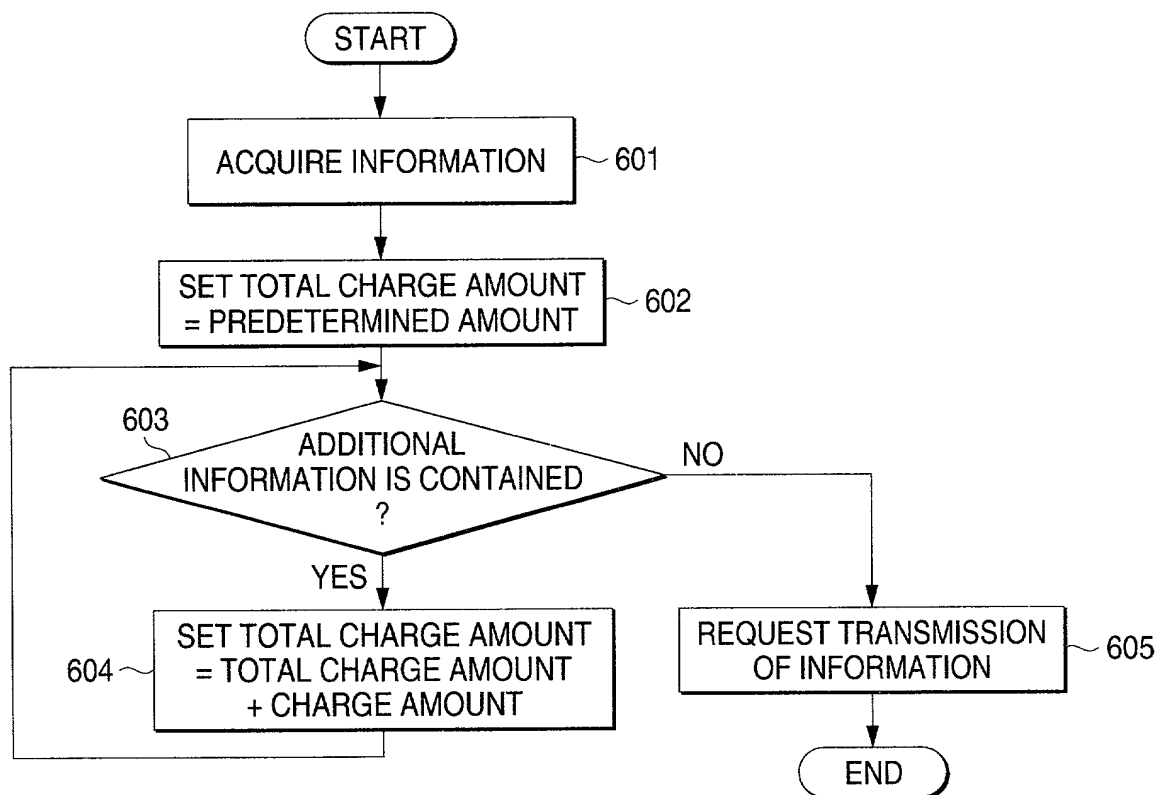 START
ACQUIRE INFORMATION
601
SET TOTAL CHARGE AMOUNT
= PREDETERMINED AMOUNT
602
603
ADDITIONAL
INFORMATION IS CONTAINED
?
NO
YES
604
SET TOTAL CHARGE AMOUNT
= TOTAL CHARGE AMOUNT
+ CHARGE AMOUNT
REQUEST TRANSMISSION
OF INFORMATION
605
END